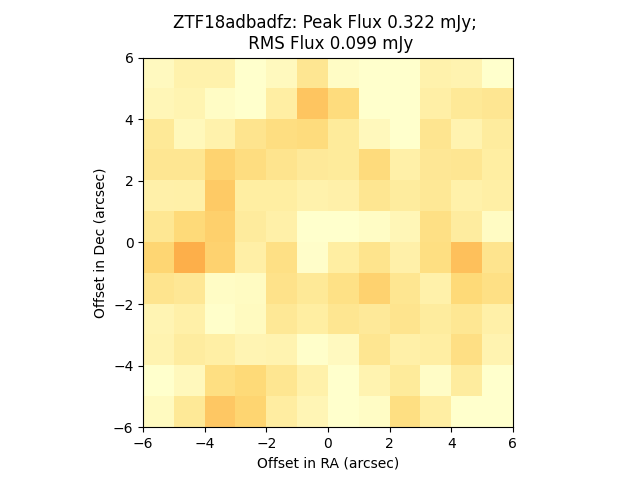 ZTF18adbadfz: Peak Flux 0.322 mJy;
RMS Flux 0.099 mJy
6
4
2
0
−2
−4
−6
Offset in Dec (arcsec)
−6 −4 −2 0 2 4 6
Offset in RA (arcsec)